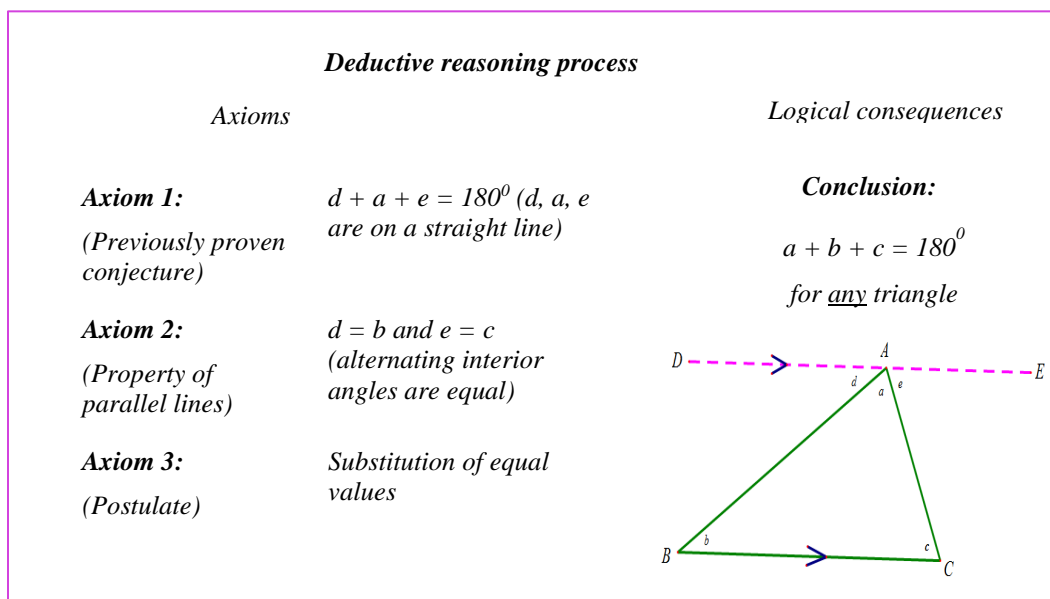 Deductive reasoning process
Axioms
Logical consequences
Axiom 1:
(Previously proven
conjecture)
d + a + e = 180⁰ (d, a, e
are on a straight line)
Conclusion:
a + b + c = 180⁰
for any triangle
Axiom 2:
(Property of
parallel lines)
d = b and e = c
(alternating interior
angles are equal)
Axiom 3:
(Postulate)
Substitution of equal
values
D
A
E
d
a
e
B
b
c
C